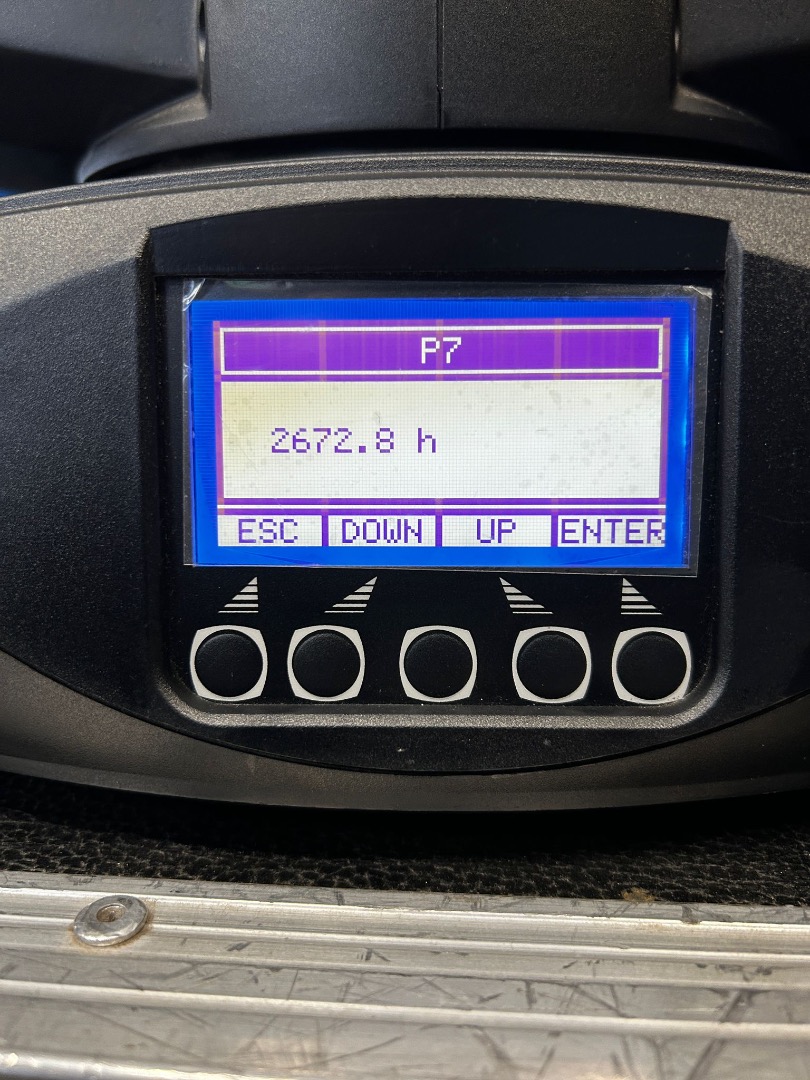 P7
2672.8 h
ESC DOWN UP ENTER